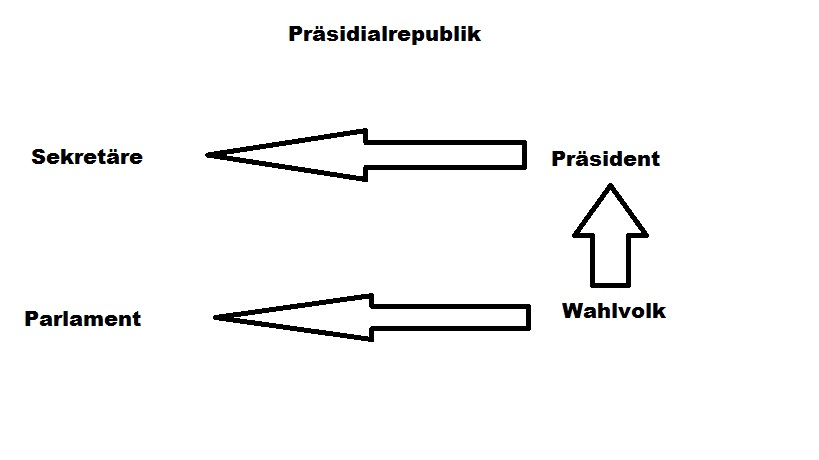 Präsidialrepublik
Sekretäre
Präsident
Parlament
Wahlvolk